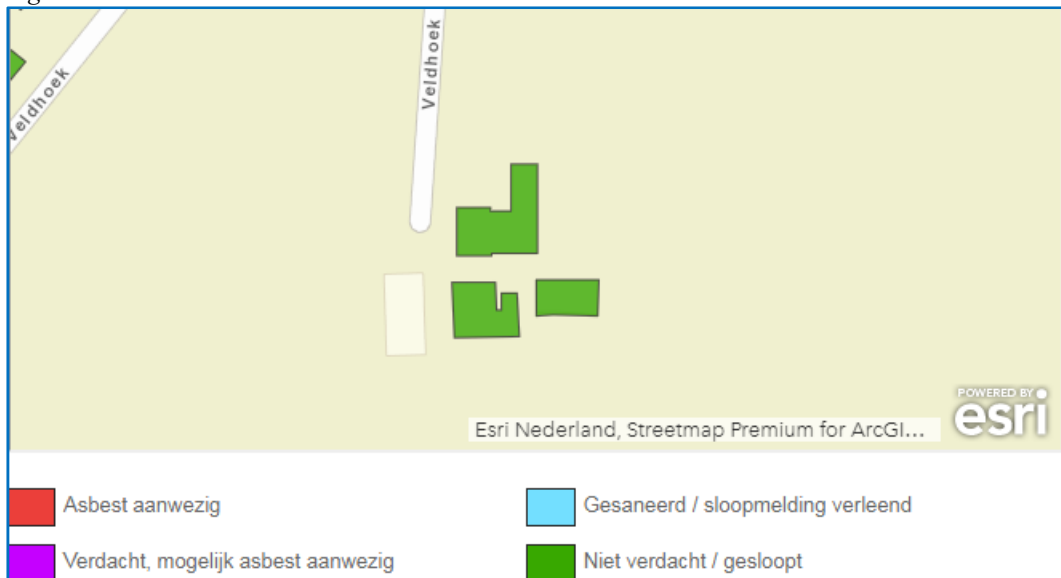 Veldhoek
Veldhoek
POWERED BY
esri
Esri Nederland, Streetmap Premium for ArcGI...
Asbest aanwezig
Gesaneerd / sloopmelding verleend
Verdacht, mogelijk asbest aanwezig
Niet verdacht / gesloopt